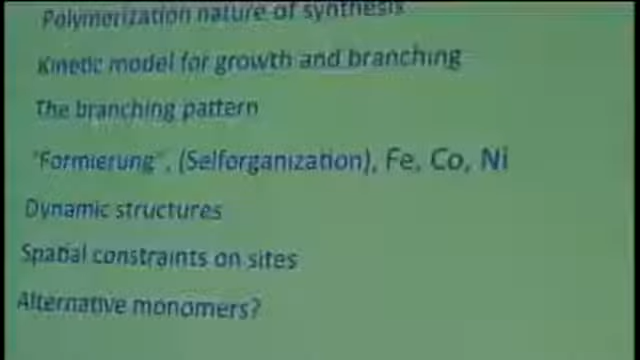 Polymerization nature of synthesis
Kinetic model for growth and branching
The branching pattern
"Formierung", (Selforganization), Fe, Co, Ni
Dynamic structures
Spatial constraints on sites
Alternative monomers?